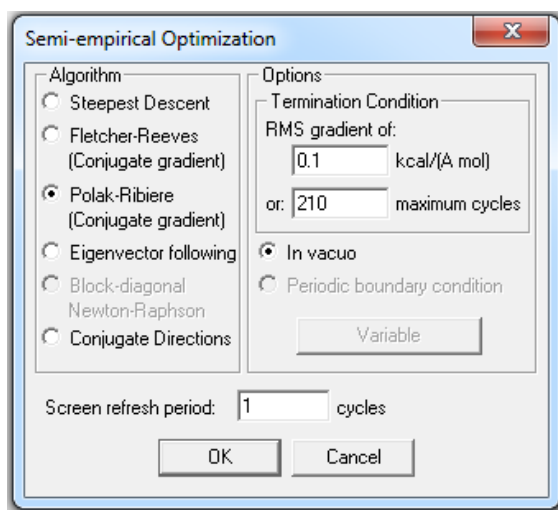 Semi-empirical Optimization
Algorithm
Steepest Descent
Fletcher-Reeves
(Conjugate gradient)
Polak-Ribiere
(Conjugate gradient)
Eigenvector following
Block-diagonal
Newton-Raphson
Conjugate Directions
Options
Termination Condition
RMS gradient of:
0.1 kcal/(A mol)
or: 210 maximum cycles
In vacuo
Periodic boundary condition
Variable
Screen refresh period: 1 cycles
OK Cancel